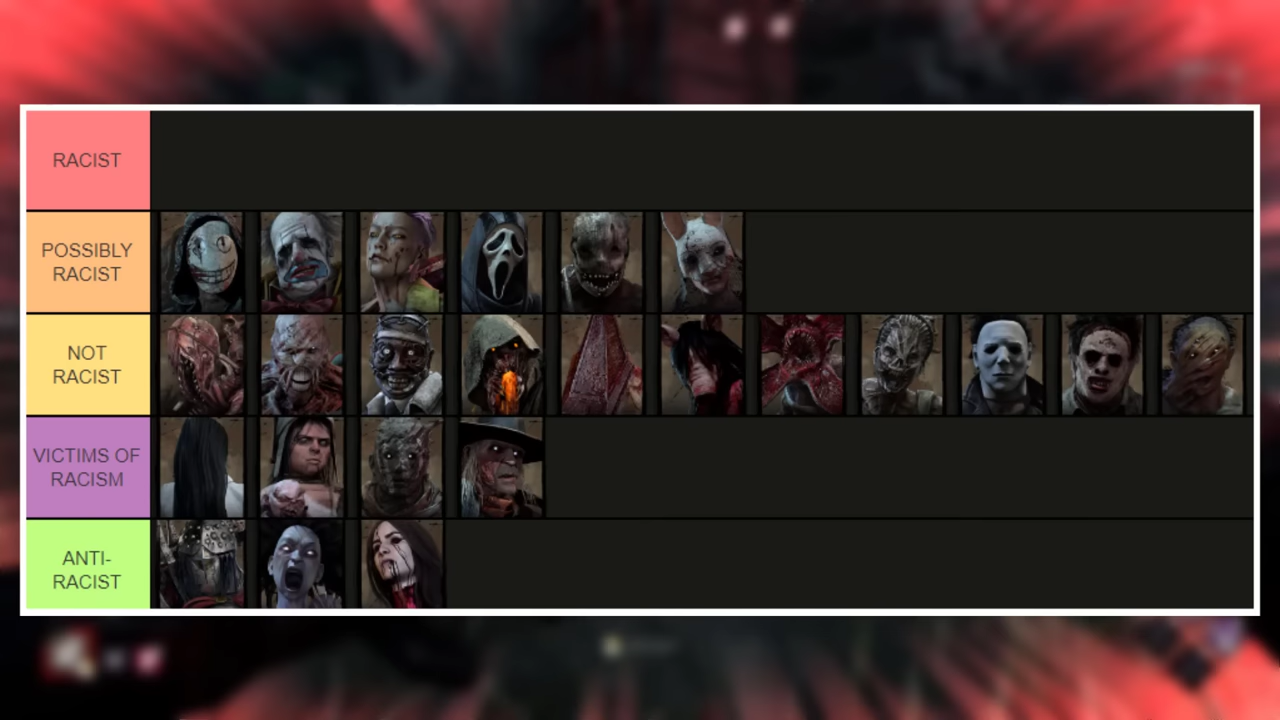 RACIST
POSSIBLY
RACIST
NOT
RACIST
VICTIMS OF
RACISM
ANTI-
RACIST